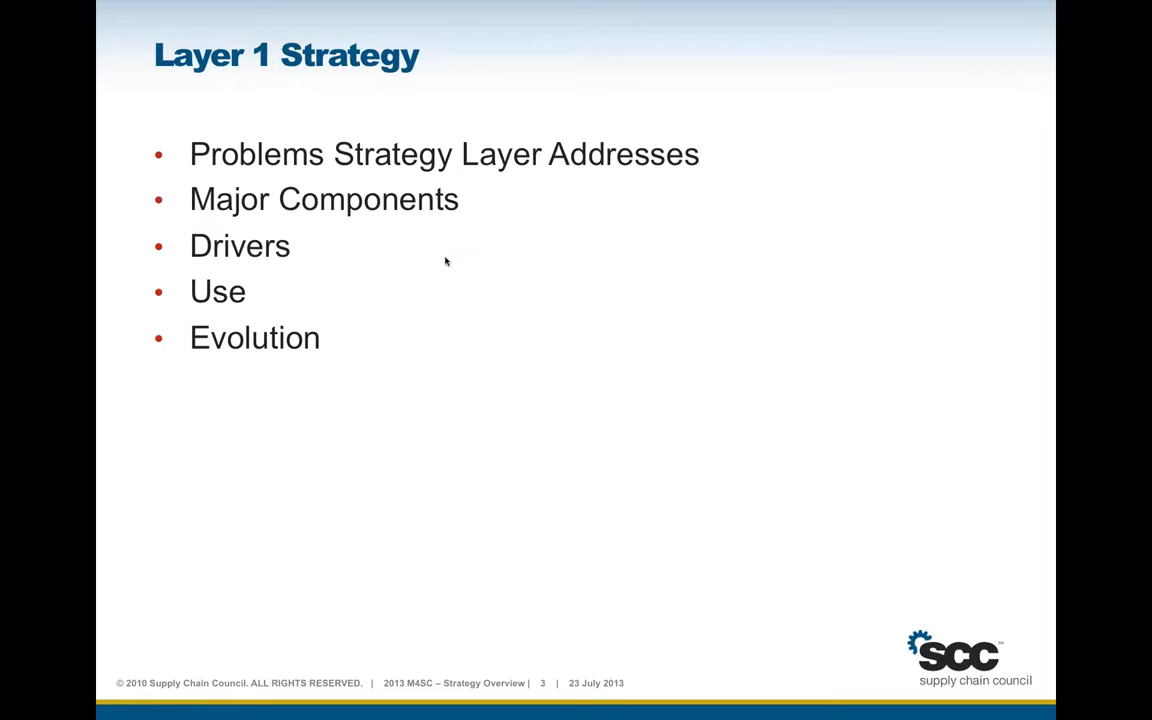 Layer 1 Strategy
• Problems Strategy Layer Addresses
• Major Components
• Drivers
• Use
• Evolution
SCC
supply chain council
© 2010 Supply Chain Council. ALL RIGHTS RESERVED. | 2013 M4SC – Strategy Overview | 3 | 23 July 2013